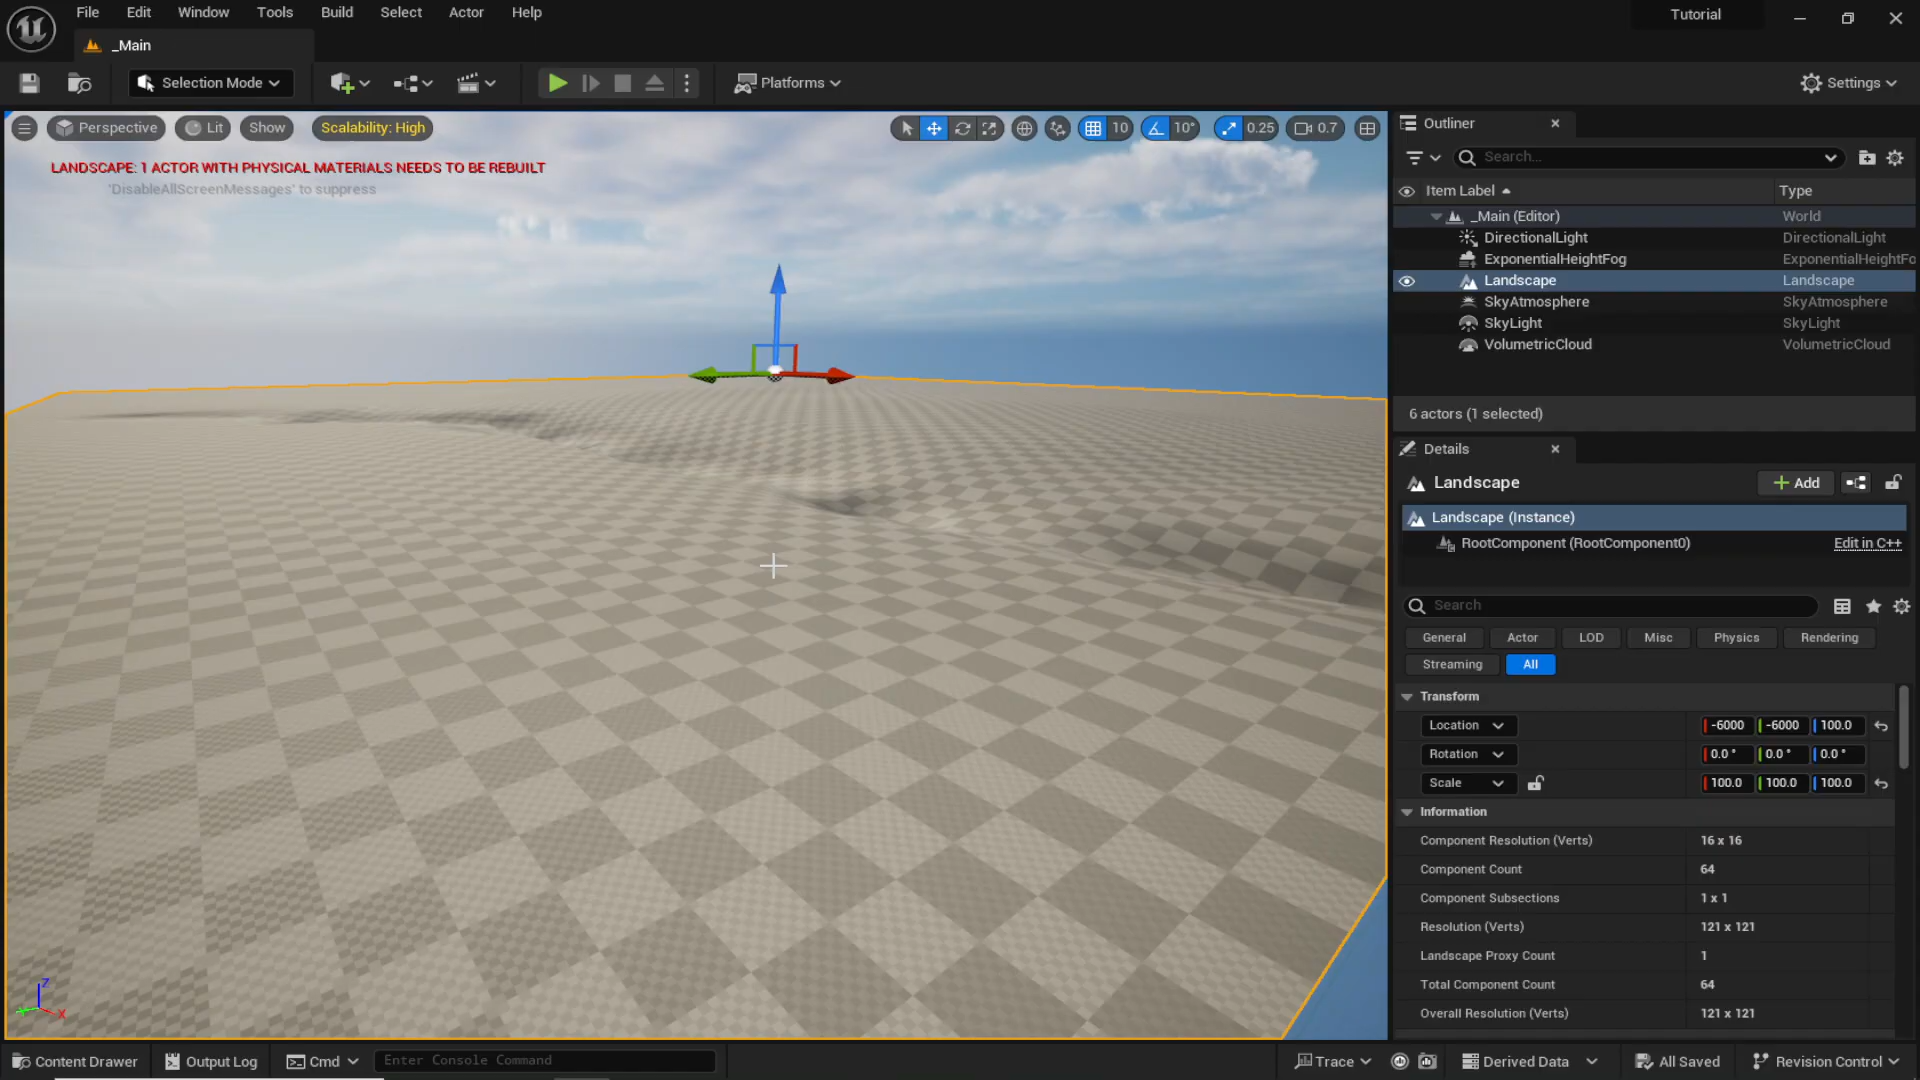 File Edit Window Tools Build Select Actor Help
Tutorial
_Main
Selection Mode
Platforms
Settings
Perspective Lit Show Scalability: High
10 10° 0.25 0.7
LANDSCAPE: 1 ACTOR WITH PHYSICAL MATERIALS NEEDS TO BE REBUILT
'DisableAllScreenMessages' to suppress
Z
X
Outliner
Search...
Item Label Type
_Main (Editor) World
DirectionalLight DirectionalLight
ExponentialHeightFog ExponentialHeightFo
Landscape Landscape
SkyAtmosphere SkyAtmosphere
SkyLight SkyLight
VolumetricCloud VolumetricCloud
6 actors (1 selected)
Details
Landscape Add
Landscape (Instance)
RootComponent (RootComponent0) Edit in C++
Search
General Actor LOD Misc Physics Rendering
Streaming All
Transform
Location -6000 -6000 100.0
Rotation 0.0 ° 0.0 ° 0.0 °
Scale 100.0 100.0 100.0
Information
Component Resolution (Verts) 16 x 16
Component Count 64
Component Subsections 1 x 1
Resolution (Verts) 121 x 121
Landscape Proxy Count 1
Total Component Count 64
Overall Resolution (Verts) 121 x 121
Content Drawer Output Log Cmd Enter Console Command Trace Derived Data All Saved Revision Control